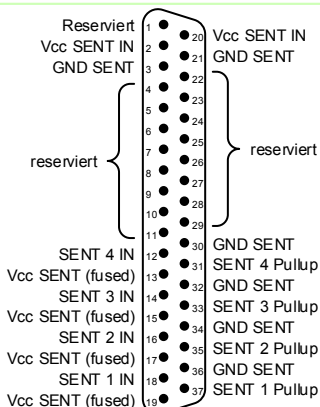 Reserviert 1
20 Vcc SENT IN
Vcc SENT IN 2
21 GND SENT
GND SENT 3
22
4
23
5
24
6
25
7
reserviert
26
reserviert
8
27
9
28
10
29
11
30 GND SENT
SENT 4 IN 12
31 SENT 4 Pullup
Vcc SENT (fused) 13
32 GND SENT
SENT 3 IN 14
33 SENT 3 Pullup
Vcc SENT (fused) 15
34 GND SENT
SENT 2 IN 16
35 SENT 2 Pullup
Vcc SENT (fused) 17
36 GND SENT
SENT 1 IN 18
37 SENT 1 Pullup
Vcc SENT (fused) 19